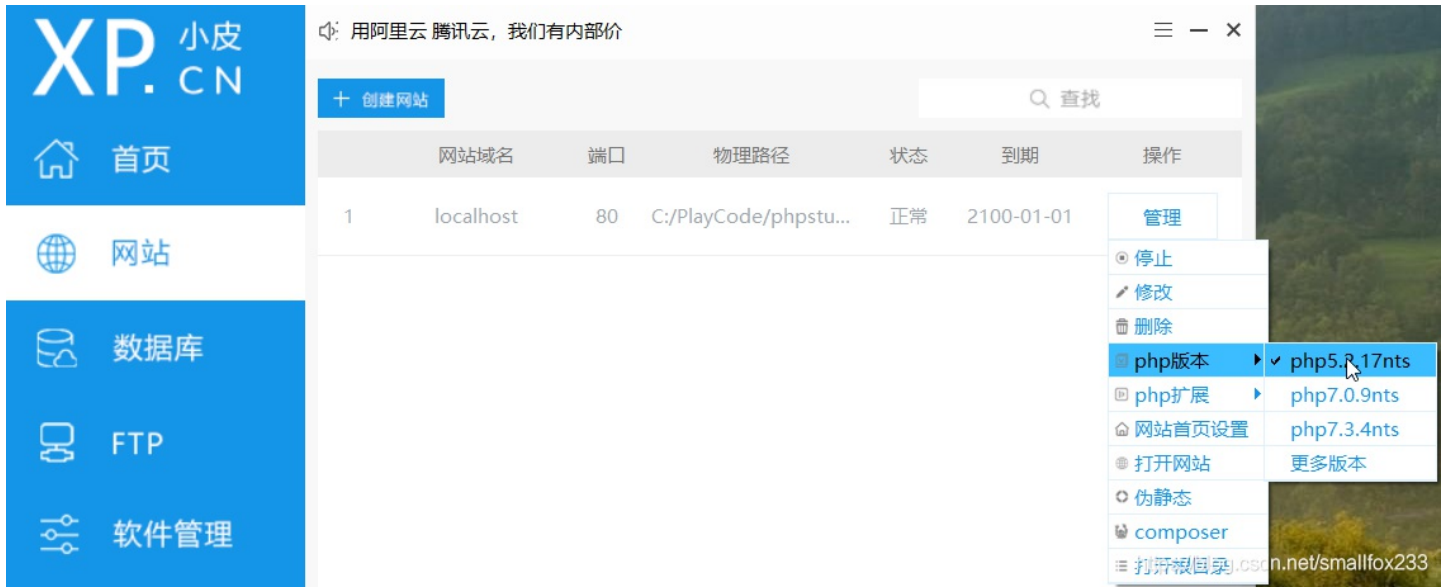 XP. 小皮
CN
用阿里云 腾讯云，我们有内部价
首页
网站
数据库
FTP
软件管理
创建网站
查找
网站域名 端口 物理路径 状态 到期 操作
1 localhost 80 C:/PlayCode/phpstu... 正常 2100-01-01 管理
停止
修改
删除
php版本
php扩展
网站首页设置
打开网站
伪静态
composer
打开根目录
php7.0.9nts
php7.3.4nts
更多版本